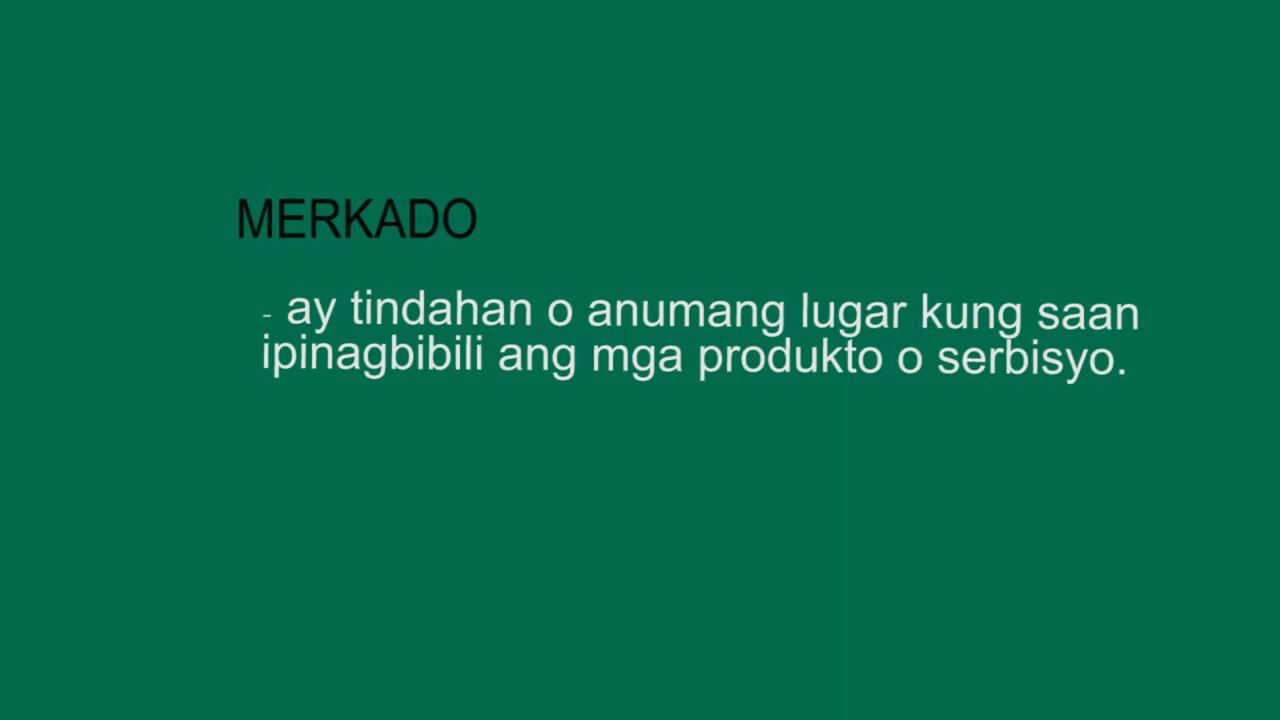 MERKADO
- ay tindahan o anumang lugar kung saan
ipinagbibili ang mga produkto o serbisyo.